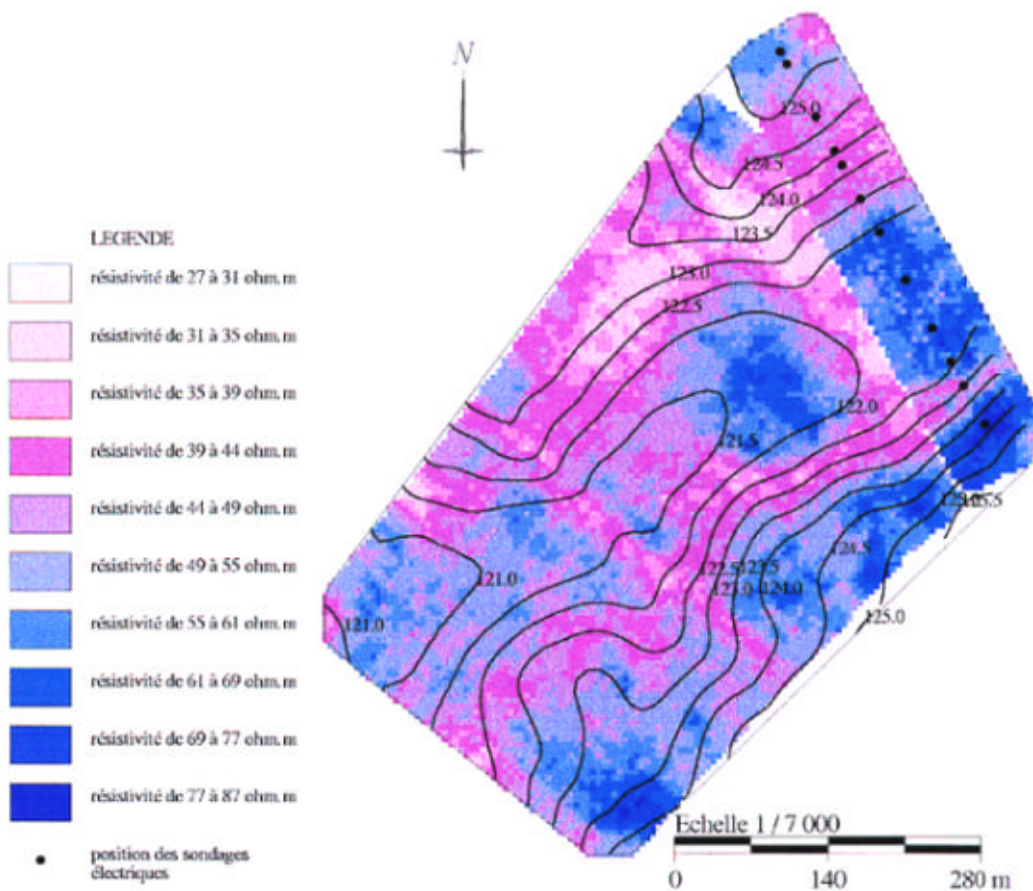 N
LEGENDE
résistivité de 27 à 31 ohm.m
résistivité de 31 à 35 ohm.m
résistivité de 35 à 39 ohm.m
résistivité de 39 à 44 ohm.m
résistivité de 44 à 49 ohm.m
résistivité de 49 à 55 ohm.m
résistivité de 55 à 61 ohm.m
résistivité de 61 à 69 ohm.m
résistivité de 69 à 77 ohm.m
résistivité de 77 à 87 ohm.m
position des sondages
électriques
125.0
124.5
124.0
123.5
123.0
122.5
122.0
121.5
121.0
121.0
122.5
123.5
123.0
124.0
124.5
125.0
Echelle 1 / 7 000
0 140 280 m